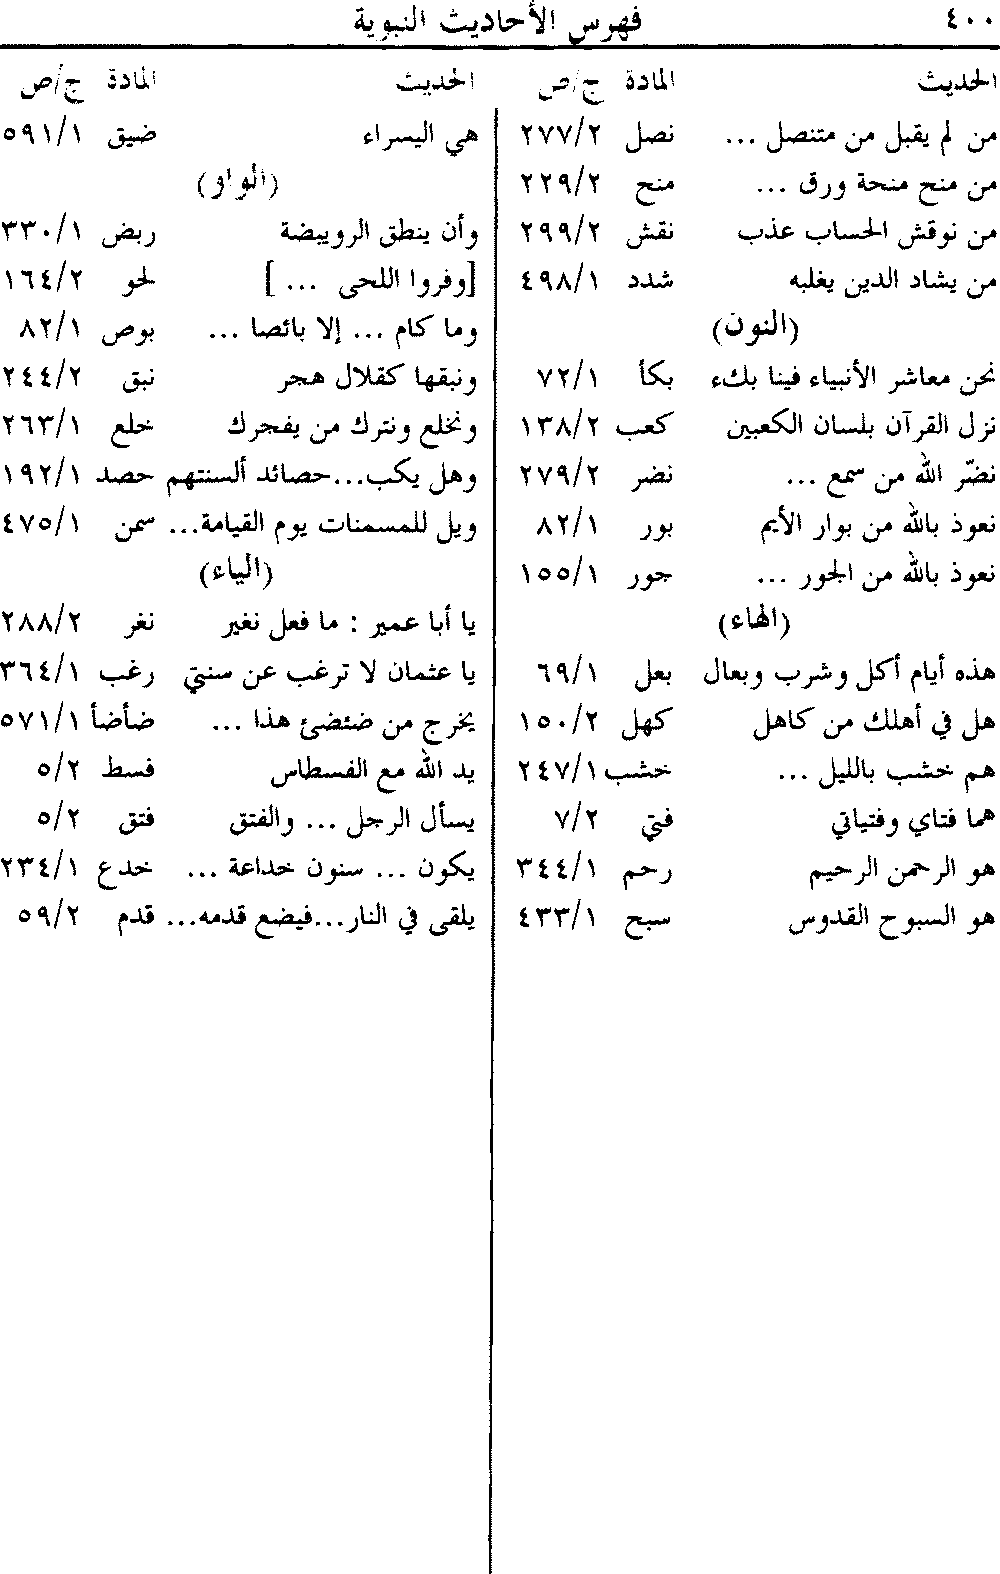 ٤٠٠ فهرس الأحاديث النبوية
الحديث المادة ج/ص
من لم يقبل من متنصل ... نصل ٢٧٧/٢
من منح منحة ورق ... منح ٢٢٩/٢
من نوقش الحساب عذب نقش ٢٩٩/٢
من يشاد الدين يغلبه شدد ٤٩٨/١
(النون)
نحن معاشر الأنبياء فينا بكء بكأ ٧٢/١
نزل القرآن بلسان الكعبين كعب ١٣٨/٢
نضّر الله من سمع ... نضر ٢٧٩/٢
نعوذ بالله من بوار الأيم بور ٨٢/١
نعوذ بالله من الجور ... جور ١٥٥/١
(الهاء)
هذه أيام أكل وشرب وبعال بعل ٦٩/١
هل في أهلك من كاهل كهل ١٥٠/٢
هم خشب بالليل ... خشب ٢٤٧/١
هما فتاي وفتياتي فتي ٧/٢
هو الرحمن الرحيم رحم ٣٤٤/١
هو السبوح القدوس سبح ٤٣٣/١
الحديث المادة ج/ص
هي اليسراء ضيق ٥٩١/١
(الواو)
وأن ينطق الرويبضة ربض ٣٣٠/١
[وفروا اللحى ... ] لحو ١٦٤/٢
وما كام ... إلا بائصا ... بوص ٨٢/١
ونبقها كقلال هجر نبق ٢٤٤/٢
ونخلع ونترك من يفجرك خلع ٢٦٣/١
وهل يكب...حصائد ألسنتهم حصد ١٩٢/١
ويل للمسمنات يوم القيامة... سمن ٤٧٥/١
(الياء)
يا أبا عمير : ما فعل نغير نغر ٢٨٨/٢
يا عثمان لا ترغب عن سنتي رغب ٣٦٤/١
يخرج من ضئضئ هذا ... ضأضأ ٥٧١/١
يد الله مع الفسطاس فسط ٥/٢
يسأل الرجل ... والفتق فتق ٥/٢
يكون ... سنون خداعة ... خدع ٢٣٤/١
يلقى في النار...فيضع قدمه... قدم ٥٩/٢